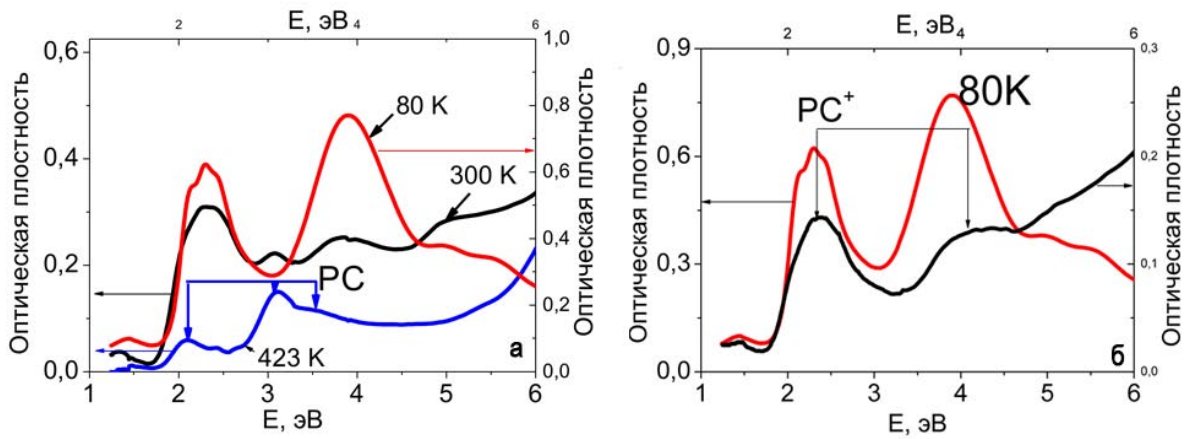 2 E, эВ 4
0,6
0,4
0,2
0,0
Оптическая плостность
1,0
0,8
0,6
0,4
0,2
0,0
Оптическая плотность
80 K
300 K
PC
423 K
а
1 2 3 4 5 6
E, эВ
2 E, эВ 4 6
0,9
0,6
0,3
0,0
Оптическая плотность
0,3
0,2
0,1
0,0
Оптическая плотность
PC+
80K
б
1 2 3 4 5 6
E, эВ